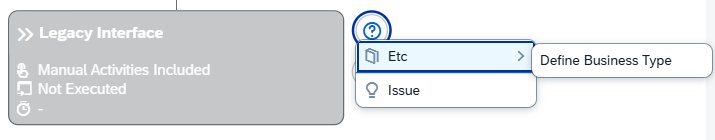 Legacy Interface
Manual Activities Included
Not Executed
-
Etc
Issue
Define Business Type